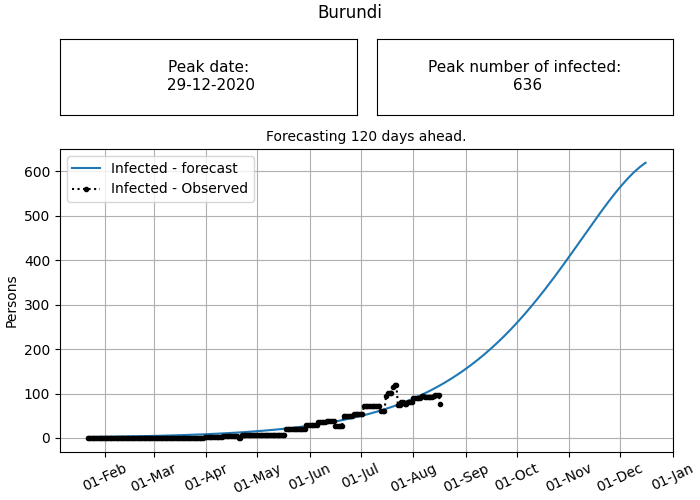 Burundi
Peak date:
29-12-2020
Peak number of infected:
636
Forecasting 120 days ahead.
Infected - forecast
Infected - Observed
Persons
600
500
400
300
200
100
0
01-Feb
01-Mar
01-Apr
01-May
01-Jun
01-Jul
01-Aug
01-Sep
01-Oct
01-Nov
01-Dec
01-Jan